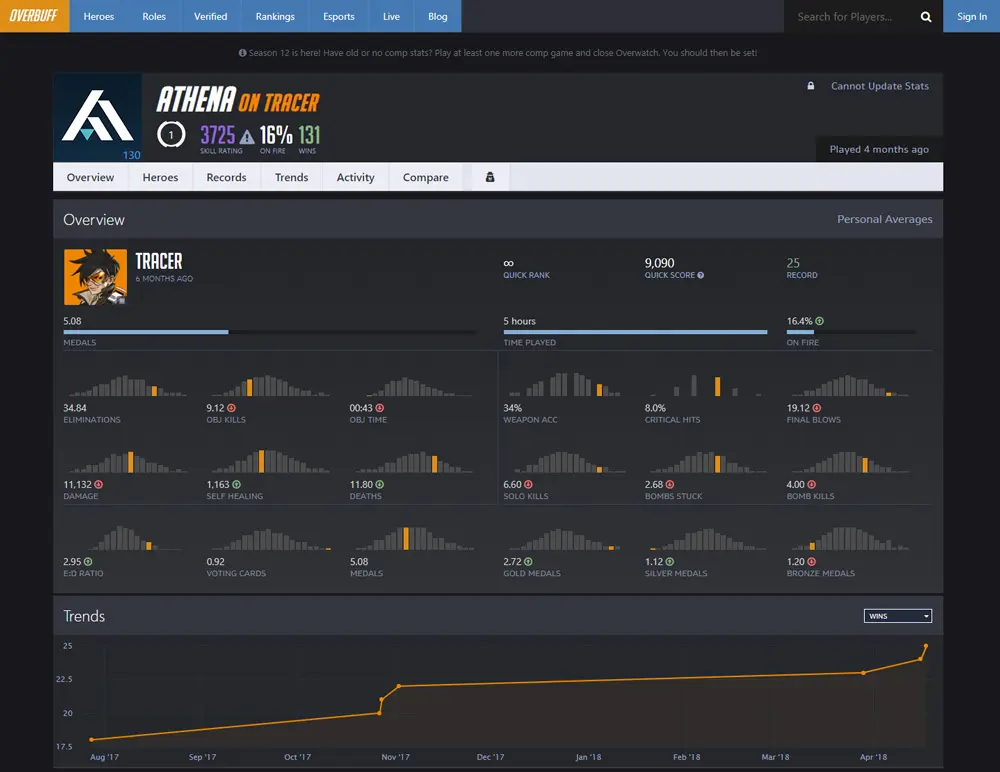 OVERBUFF Heroes Roles Verified Rankings Esports Live Blog Search for Players... Sign In
Season 12 is here! Have old or no comp stats? Play at least one more comp game and close Overwatch. You should then be set!
Cannot Update Stats
ATHENA ON TRACER
1 3725 16% 131
SKILL RATING ON FIRE WINS
130
Played 4 months ago
Overview Heroes Records Trends Activity Compare
Overview Personal Averages
TRACER
6 MONTHS AGO
∞ 9,090 25
QUICK RANK QUICK SCORE RECORD
5.08 5 hours 16.4%
MEDALS TIME PLAYED ON FIRE
34.84 9.12 00:43 34% 8.0% 19.12
ELIMINATIONS OBJ KILLS OBJ TIME WEAPON ACC CRITICAL HITS FINAL BLOWS
11,132 1,163 11.80 6.60 2.68 4.00
DAMAGE SELF HEALING DEATHS SOLO KILLS BOMBS STUCK BOMB KILLS
2.95 0.92 5.08 2.72 1.12 1.20
E:D RATIO VOTING CARDS MEDALS GOLD MEDALS SILVER MEDALS BRONZE MEDALS
Trends WINS
25
22.5
20
17.5
Aug '17 Sep '17 Oct '17 Nov '17 Dec '17 Jan '18 Feb '18 Mar '18 Apr '18